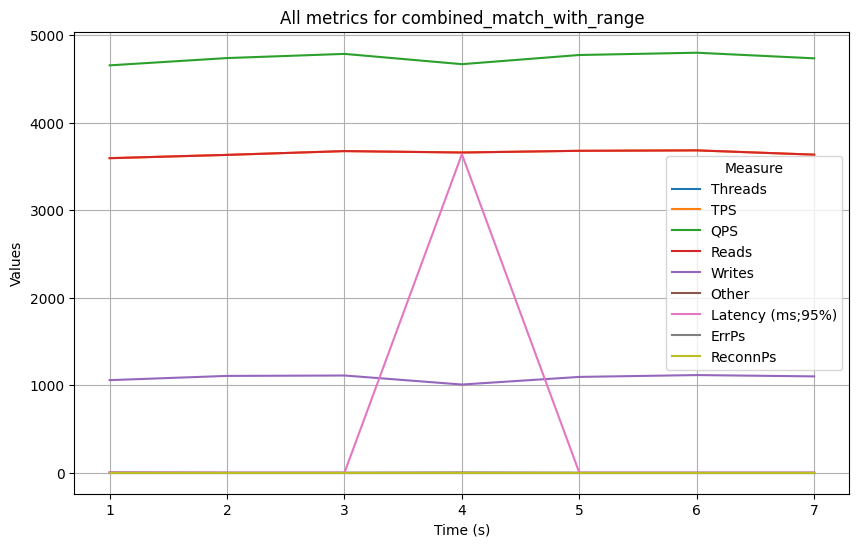 All metrics for combined_match_with_range
5000
4000
3000
2000
1000
0
Values
Measure
Threads
TPS
QPS
Reads
Writes
Other
Latency (ms;95%)
ErrPs
ReconnPs
1 2 3 4 5 6 7
Time (s)